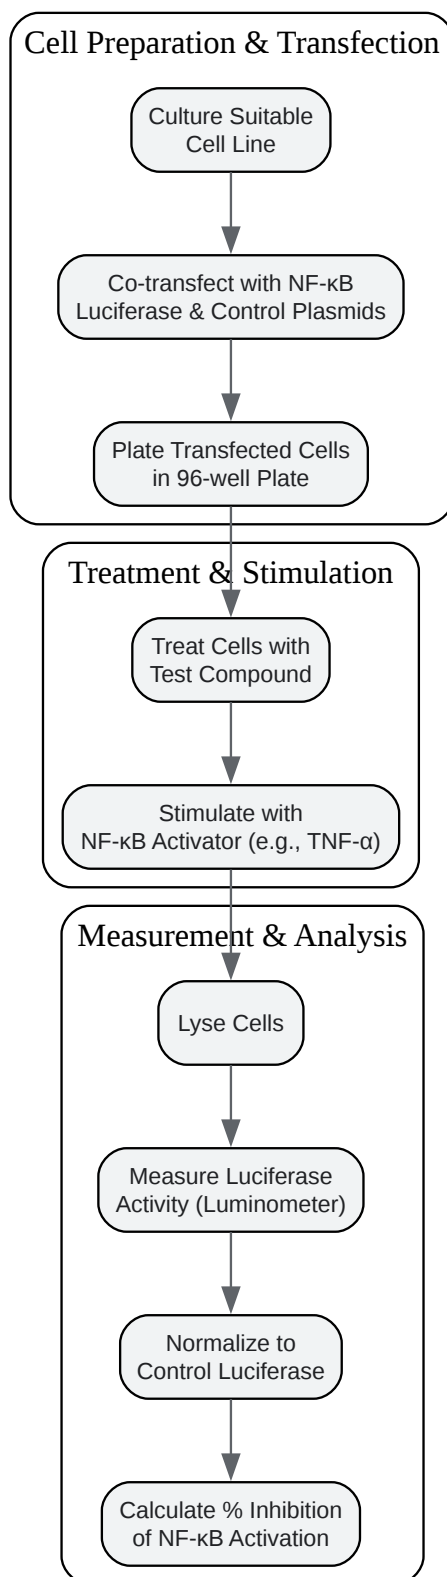 Cell Preparation & Transfection
Culture Suitable
Cell Line
Co-transfect with NF-κB
Luciferase & Control Plasmids
Plate Transfected Cells
in 96-well Plate
Treatment & Stimulation
Treat Cells with
Test Compound
Stimulate with
NF-κB Activator (e.g., TNF-α)
Measurement & Analysis
Lyse Cells
Measure Luciferase
Activity (Luminometer)
Normalize to
Control Luciferase
Calculate % Inhibition
of NF-κB Activation